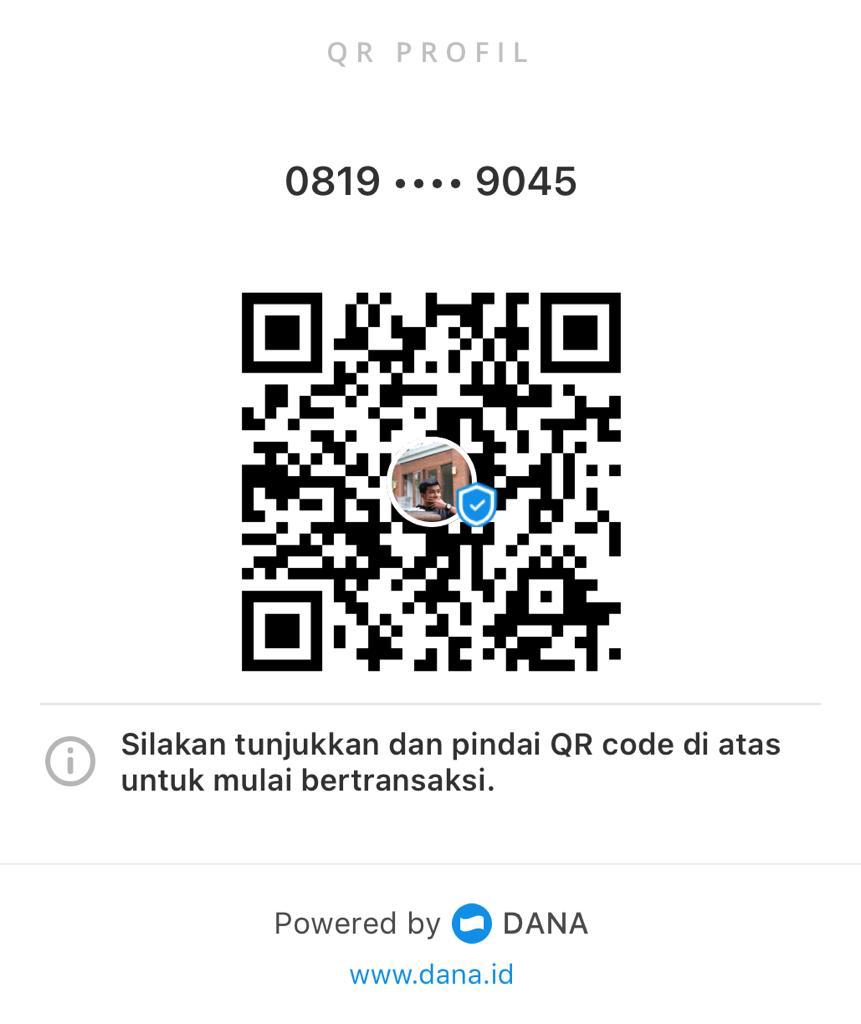 QR PROFIL
0819 •••• 9045
Silakan tunjukkan dan pindai QR code di atas
untuk mulai bertransaksi.
Powered by DANA
www.dana.id